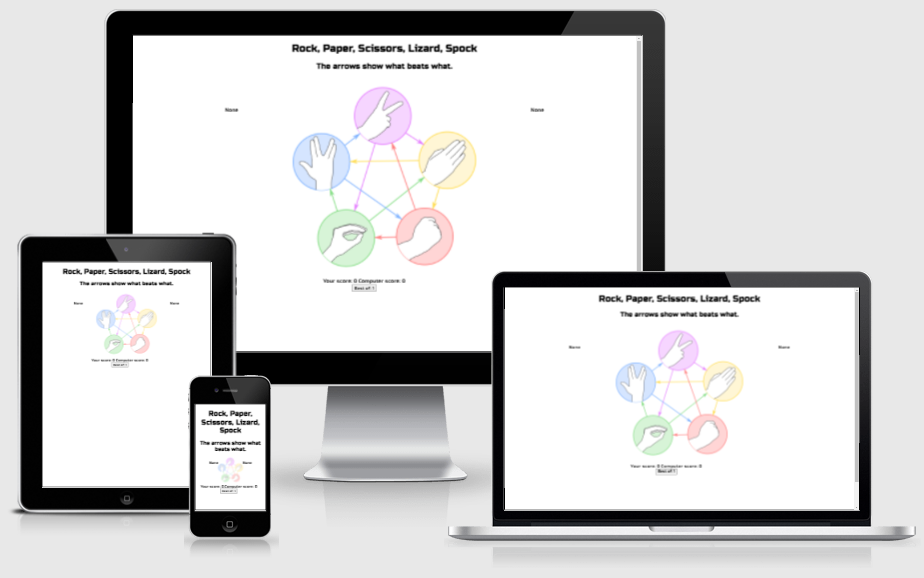 Rock, Paper, Scissors, Lizard, Spock
The arrows show what beats what.
None
None
Your score: 0 Computer score: 0
Best of 1
Rock, Paper, Scissors, Lizard, Spock
The arrows show what beats what.
None
None
Your score: 0 Computer score: 0
Best of 1
Rock, Paper,
Scissors, Lizard,
Spock
The arrows show what
beats what.
None
None
Your score: 0 Computer score: 0
Best of 1
Rock, Paper, Scissors, Lizard, Spock
The arrows show what beats what.
None
None
Your score: 0 Computer score: 0
Best of 1